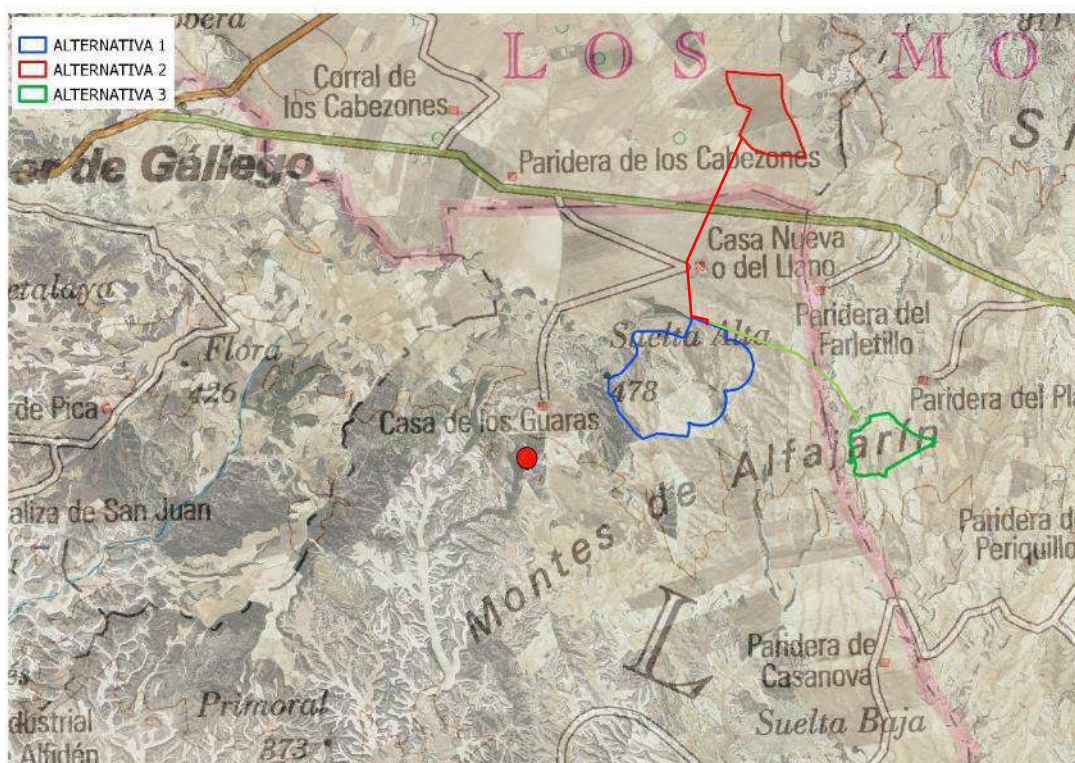 ALTERNATIVA 1
ALTERNATIVA 2
ALTERNATIVA 3
LOS MO
Corral de
los Cabezones
Paridera de los Cabezones
de Gállego
Casa Nueva
o del Llano
Suelta Alta
Paridera del
Farletillo
Flora
426
478
de Pica
Casa de los Guaras
Paridera del Pla
Montes de Alfajarín
aliza de San Juan
Paridera d
Periquillo
L
Paridera de
Casanova
Suelta Baja
Primoral
373
dustrial
Alfidén